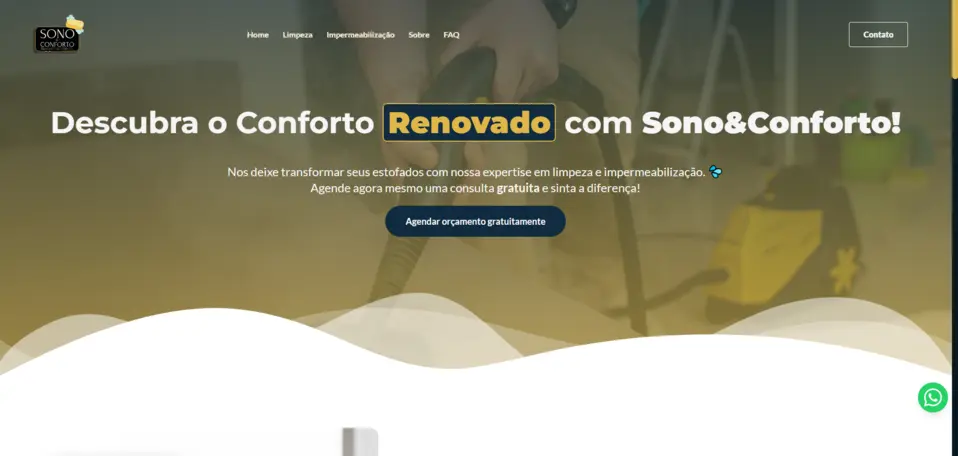 SONO
CONFORTO
Home
Limpeza
Impermeabilização
Sobre
FAQ
Contato
Descubra o Conforto Renovado com Sono&Conforto!
Nos deixe transformar seus estofados com nossa expertise em limpeza e impermeabilização. 💦
Agende agora mesmo uma consulta gratuita e sinta a diferença!
Agendar orçamento gratuitamente